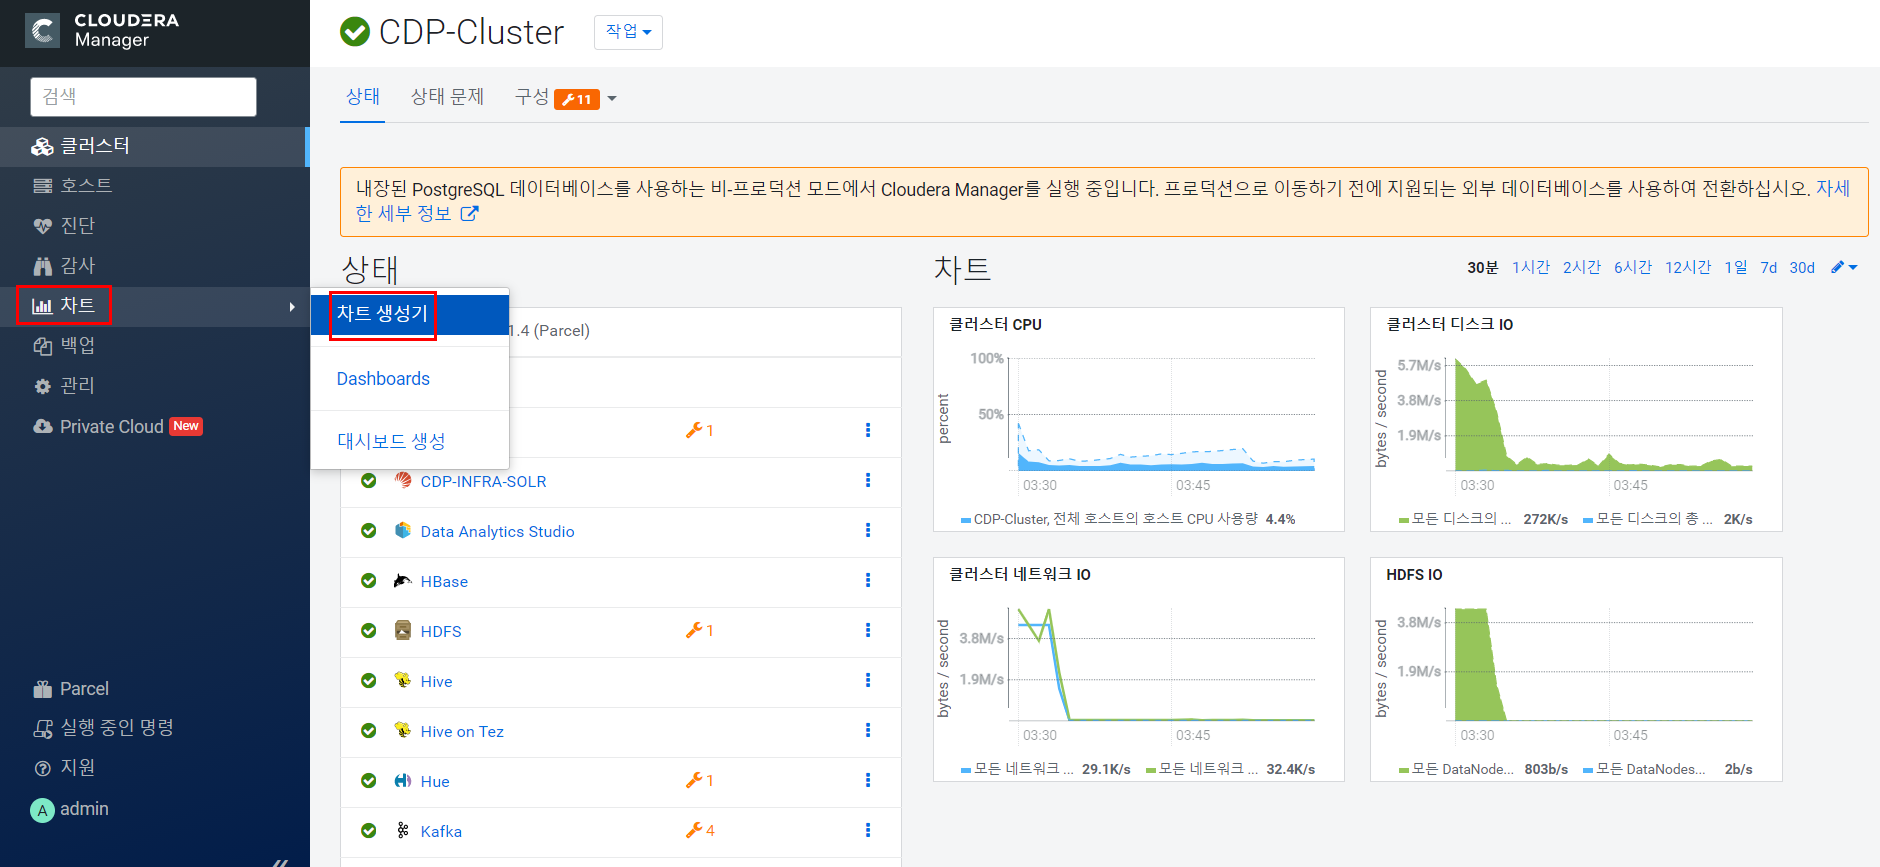 CLOUDERA
Manager
검색
클러스터
호스트
진단
감사
차트
백업
관리
Private Cloud New
Parcel
실행 중인 명령
지원
A admin
CDP-Cluster 작업
상태 상태 문제 구성 11
내장된 PostgreSQL 데이터베이스를 사용하는 비-프로덕션 모드에서 Cloudera Manager를 실행 중입니다. 프로덕션으로 이동하기 전에 지원되는 외부 데이터베이스를 사용하여 전환하십시오. 자세
한 세부 정보
상태
차트 생성기
Dashboards
대시보드 생성
1.4 (Parcel)
1
CDP-INFRA-SOLR
Data Analytics Studio
HBase
HDFS 1
Hive
Hive on Tez
Hue 1
Kafka 4
차트
30분 1시간 2시간 6시간 12시간 1일 7d 30d
클러스터 CPU
percent
100%
50%
03:30 03:45
CDP-Cluster, 전체 호스트의 호스트 CPU 사용량 4.4%
클러스터 디스크 IO
bytes / second
5.7M/s
3.8M/s
1.9M/s
03:30 03:45
모든 디스크의 ... 272K/s 모든 디스크의 총 ... 2K/s
클러스터 네트워크 IO
bytes / second
3.8M/s
1.9M/s
03:30 03:45
모든 네트워크 ... 29.1K/s 모든 네트워크 ... 32.4K/s
HDFS IO
bytes / second
3.8M/s
1.9M/s
03:30 03:45
모든 DataNode... 803b/s 모든 DataNodes... 2b/s